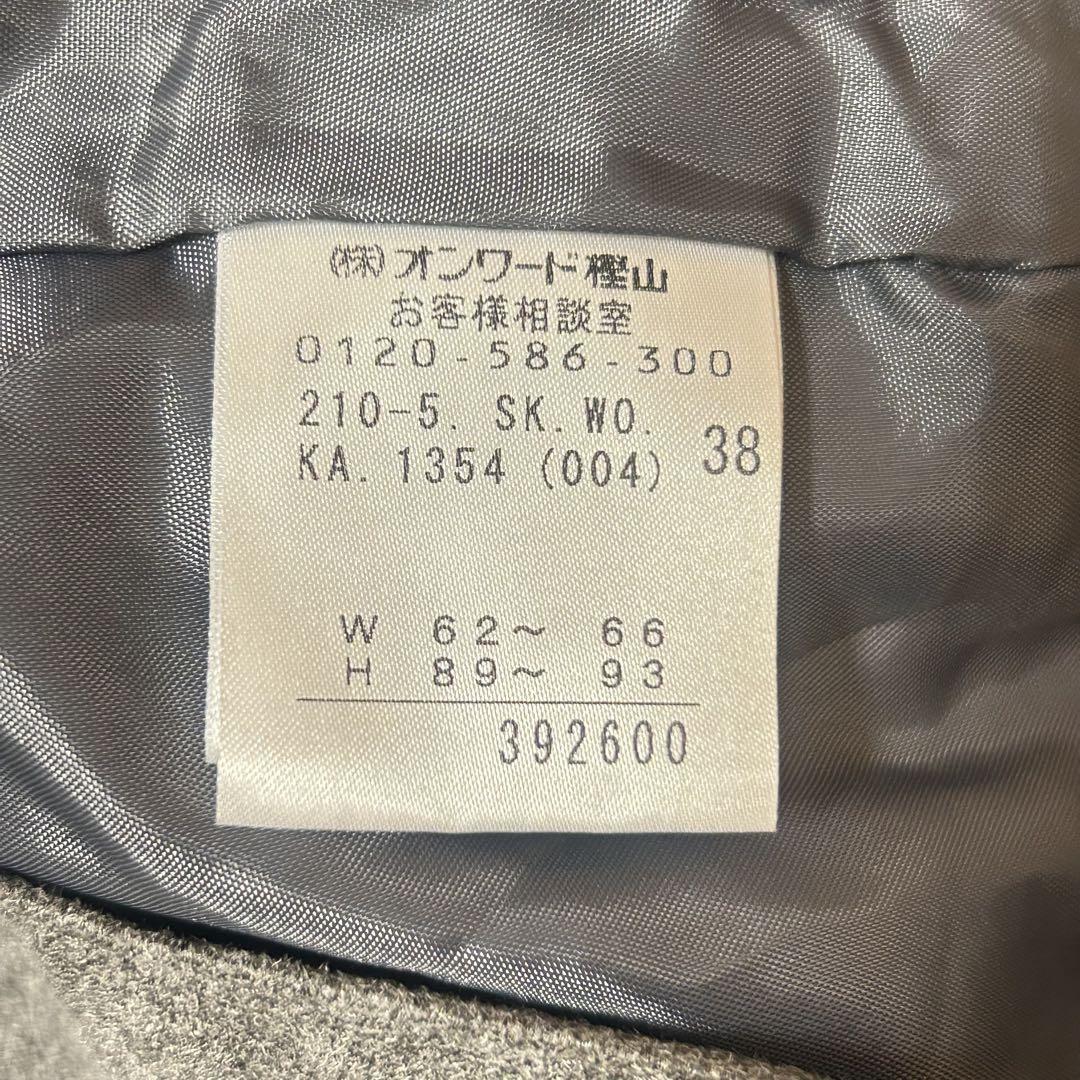 (株)オンワード樫山
お客様相談室
0120-586-300
210-5. SK.WO.
KA.1354 (004) 38
W 62～ 66
H 89～ 93
392600